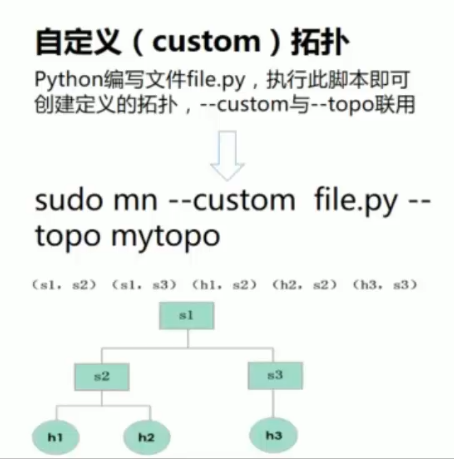 自定义（custom）拓扑
Python编写文件file.py，执行此脚本即可
创建定义的拓扑，--custom与--topo联用
sudo mn --custom  file.py --
topo mytopo
(s1, s2) (s1, s3) (h1, s2) (h2, s2) (h3, s3)
s1
s2
s3
h1
h2
h3